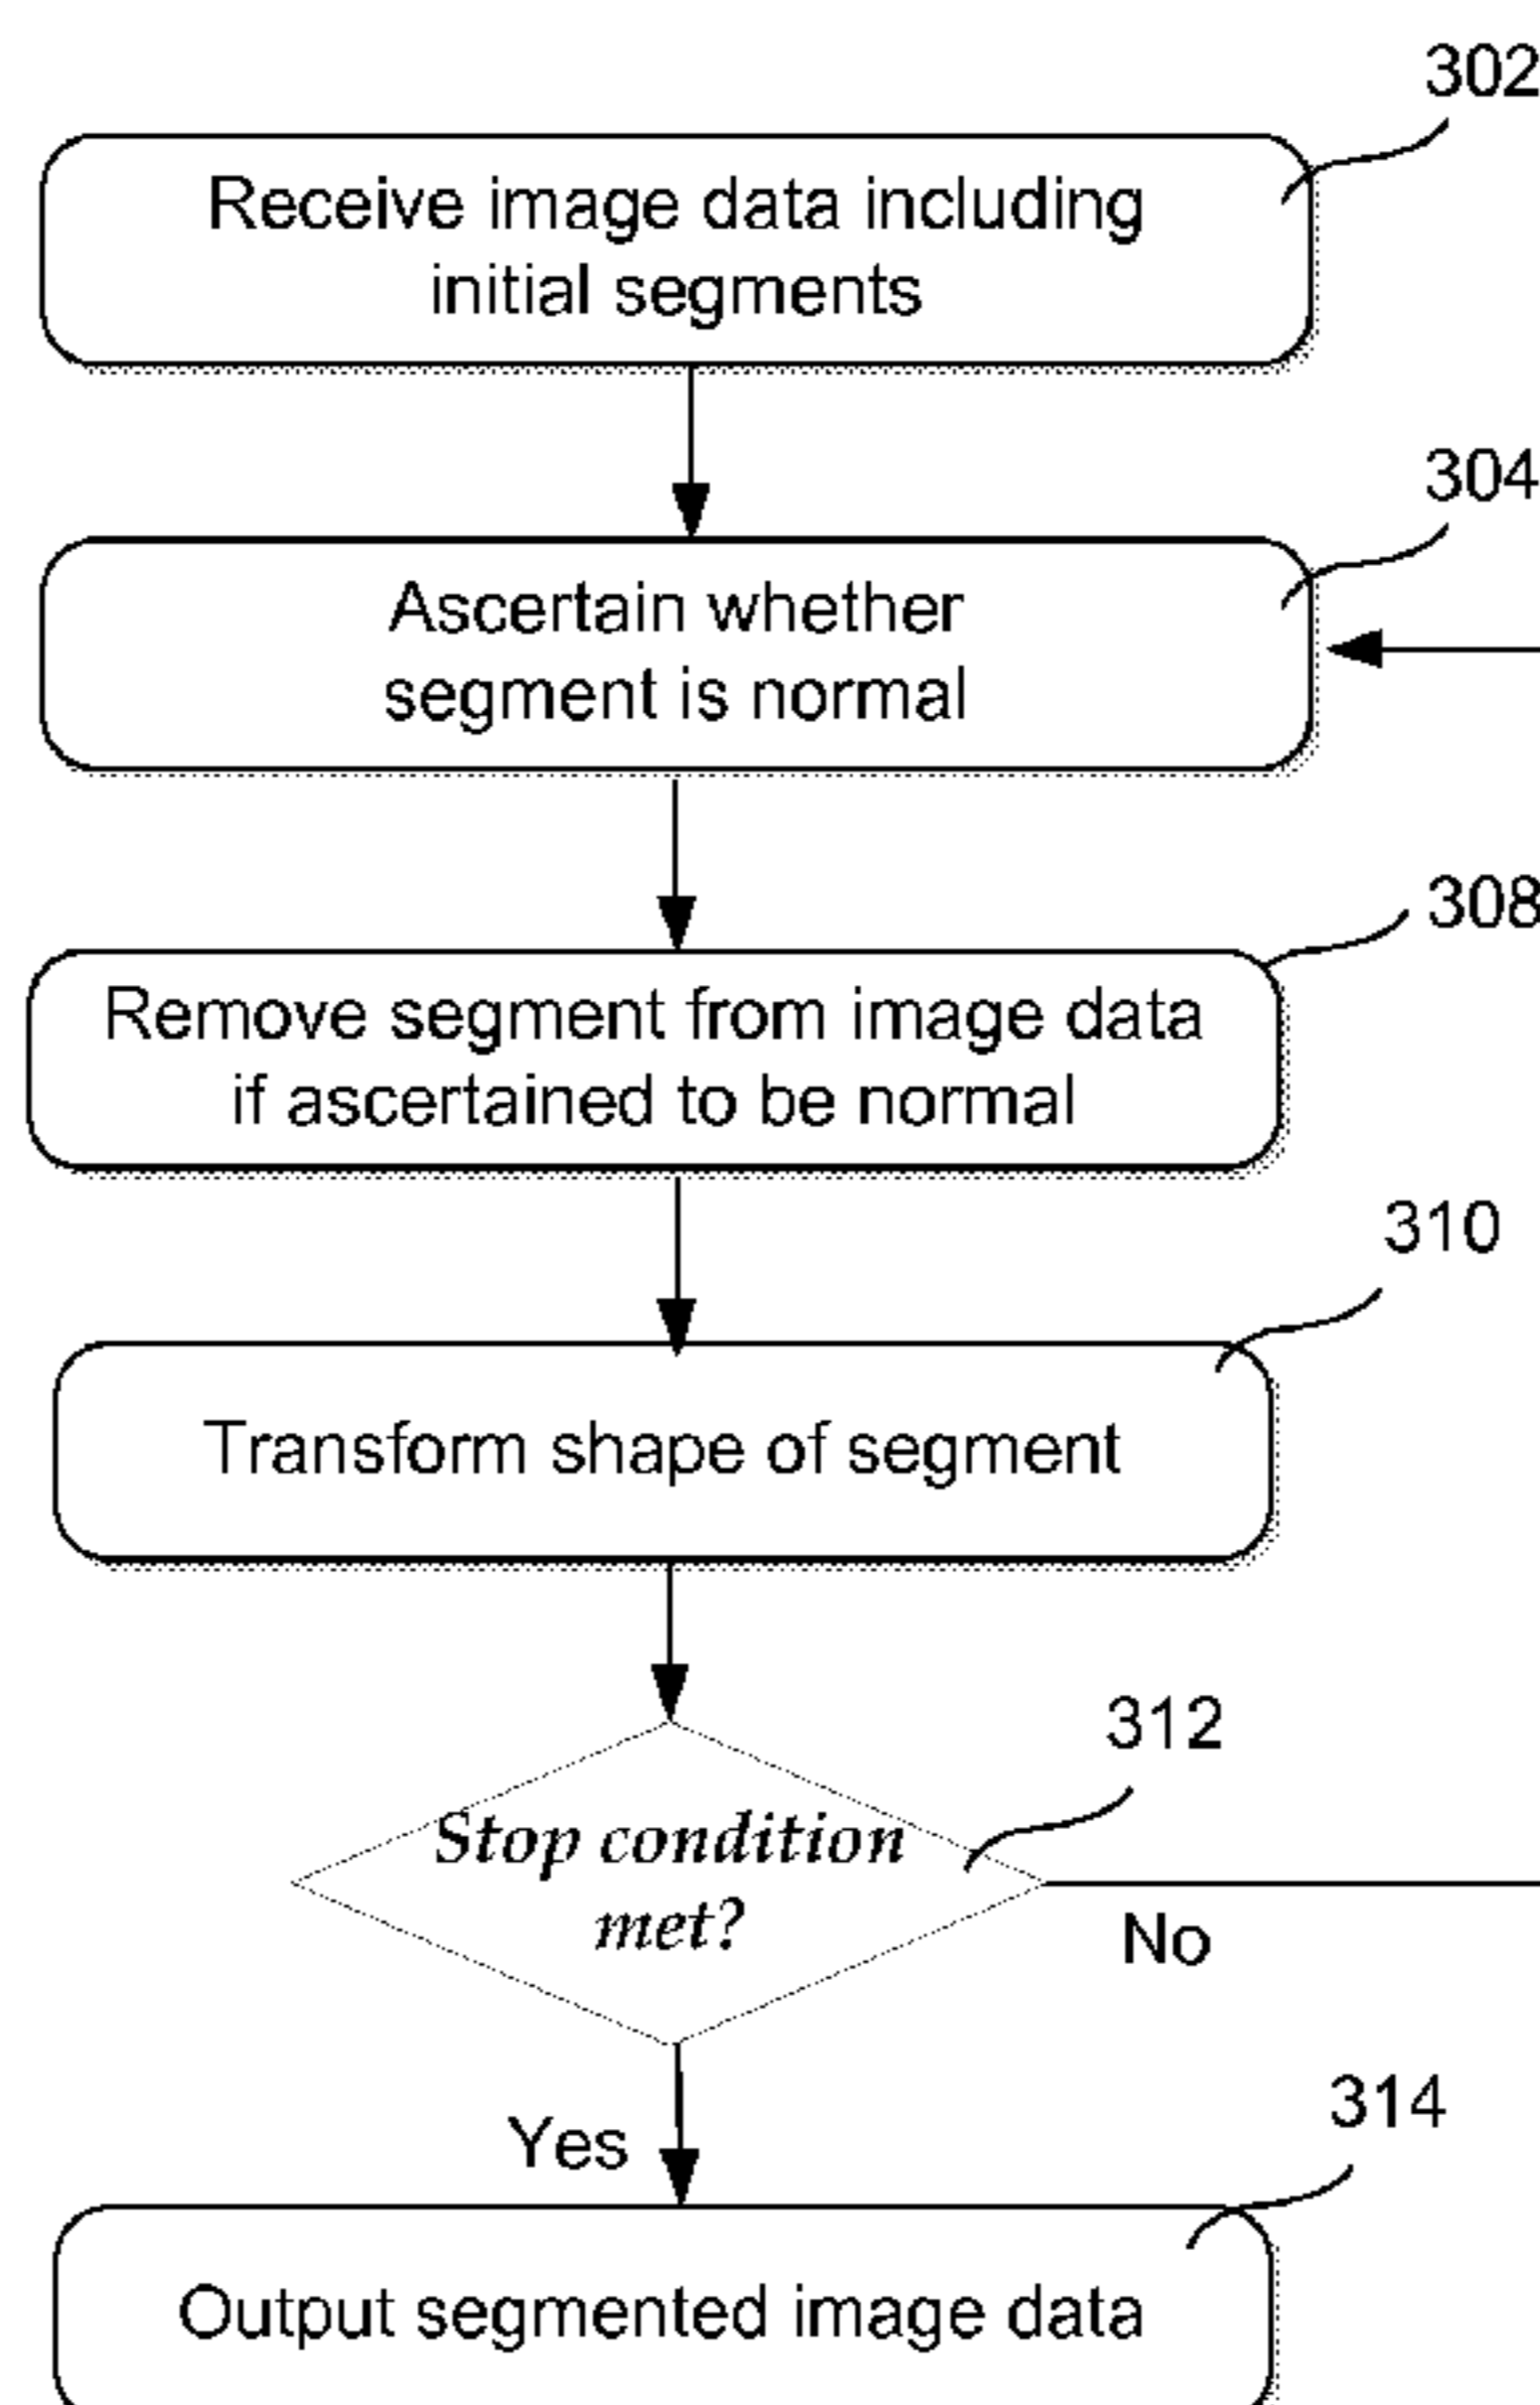 302
Receive image data including
initial segments
304
Ascertain whether
segment is normal
308
Remove segment from image data
if ascertained to be normal
310
Transform shape of segment
312
Stop condition
met?
No
Yes
314
Output segmented image data